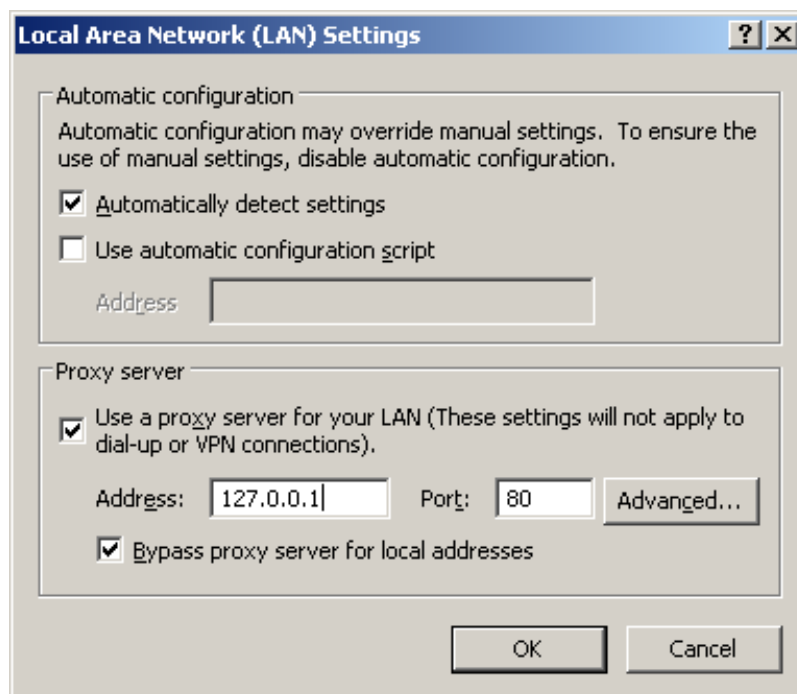 Local Area Network (LAN) Settings
Automatic configuration
Automatic configuration may override manual settings. To ensure the
use of manual settings, disable automatic configuration.
Automatically detect settings
Use automatic configuration script
Address
Proxy server
Use a proxy server for your LAN (These settings will not apply to
dial-up or VPN connections).
Address: 127.0.0.1 Port: 80 Advanced...
Bypass proxy server for local addresses
OK Cancel